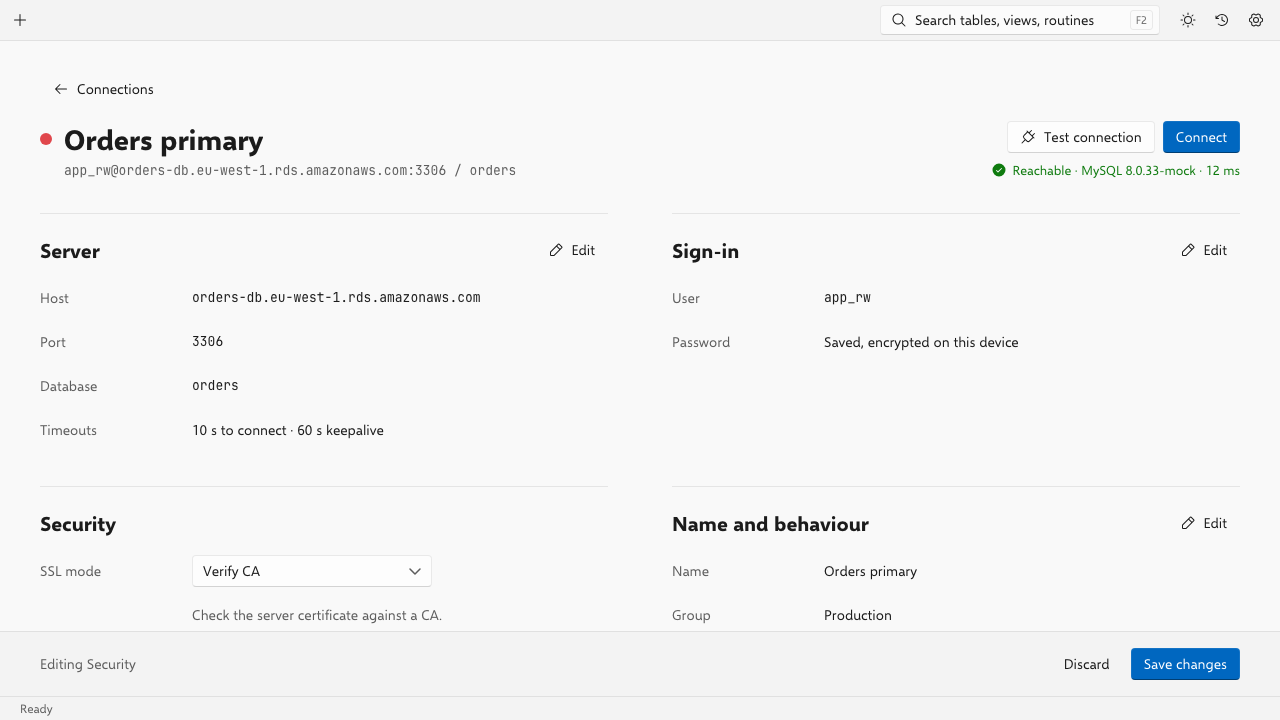 Search tables, views, routines F2
Connections
Orders primary
Test connection
Connect
app_rw@orders-db.eu-west-1.rds.amazonaws.com:3306 / orders
Reachable · MySQL 8.0.33-mock · 12 ms
Server
Edit
Host orders-db.eu-west-1.rds.amazonaws.com
Port 3306
Database orders
Timeouts 10 s to connect · 60 s keepalive
Sign-in
Edit
User app_rw
Password Saved, encrypted on this device
Security
SSL mode Verify CA
Check the server certificate against a CA.
Name and behaviour
Edit
Name Orders primary
Group Production
Editing Security
Discard
Save changes
Ready